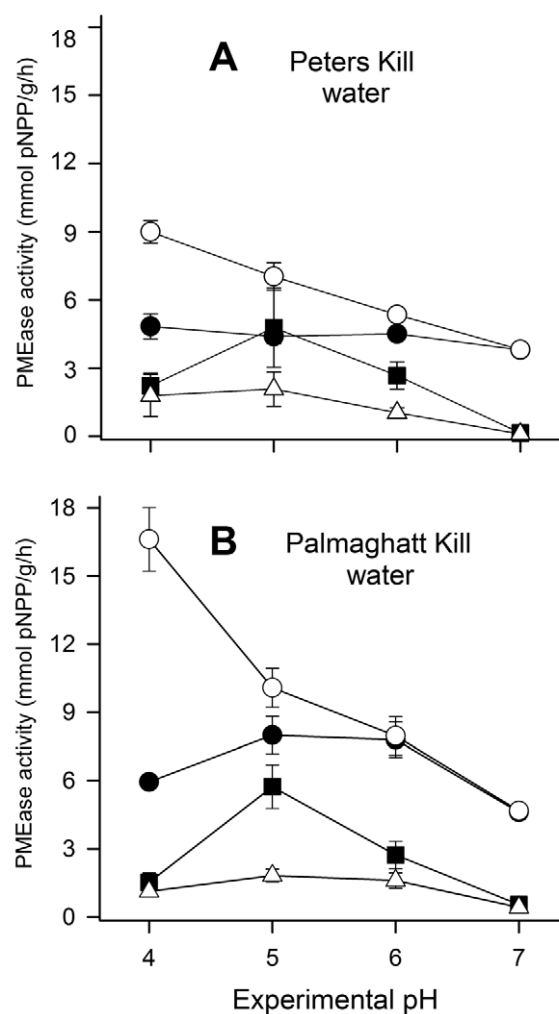 A
Peters Kill
water
PMEase activity (mmol pNPP/g/h)
18
15
12
9
6
3
0
B
Palmaghatt Kill
water
PMEase activity (mmol pNPP/g/h)
18
15
12
9
6
3
0
4 5 6 7
Experimental pH